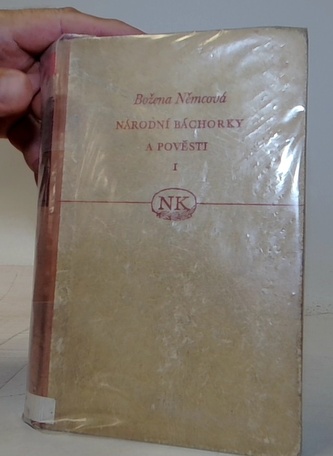 Božena Němcová
NÁRODNÍ BÁCHORKY
A POVĚSTI
I
NK